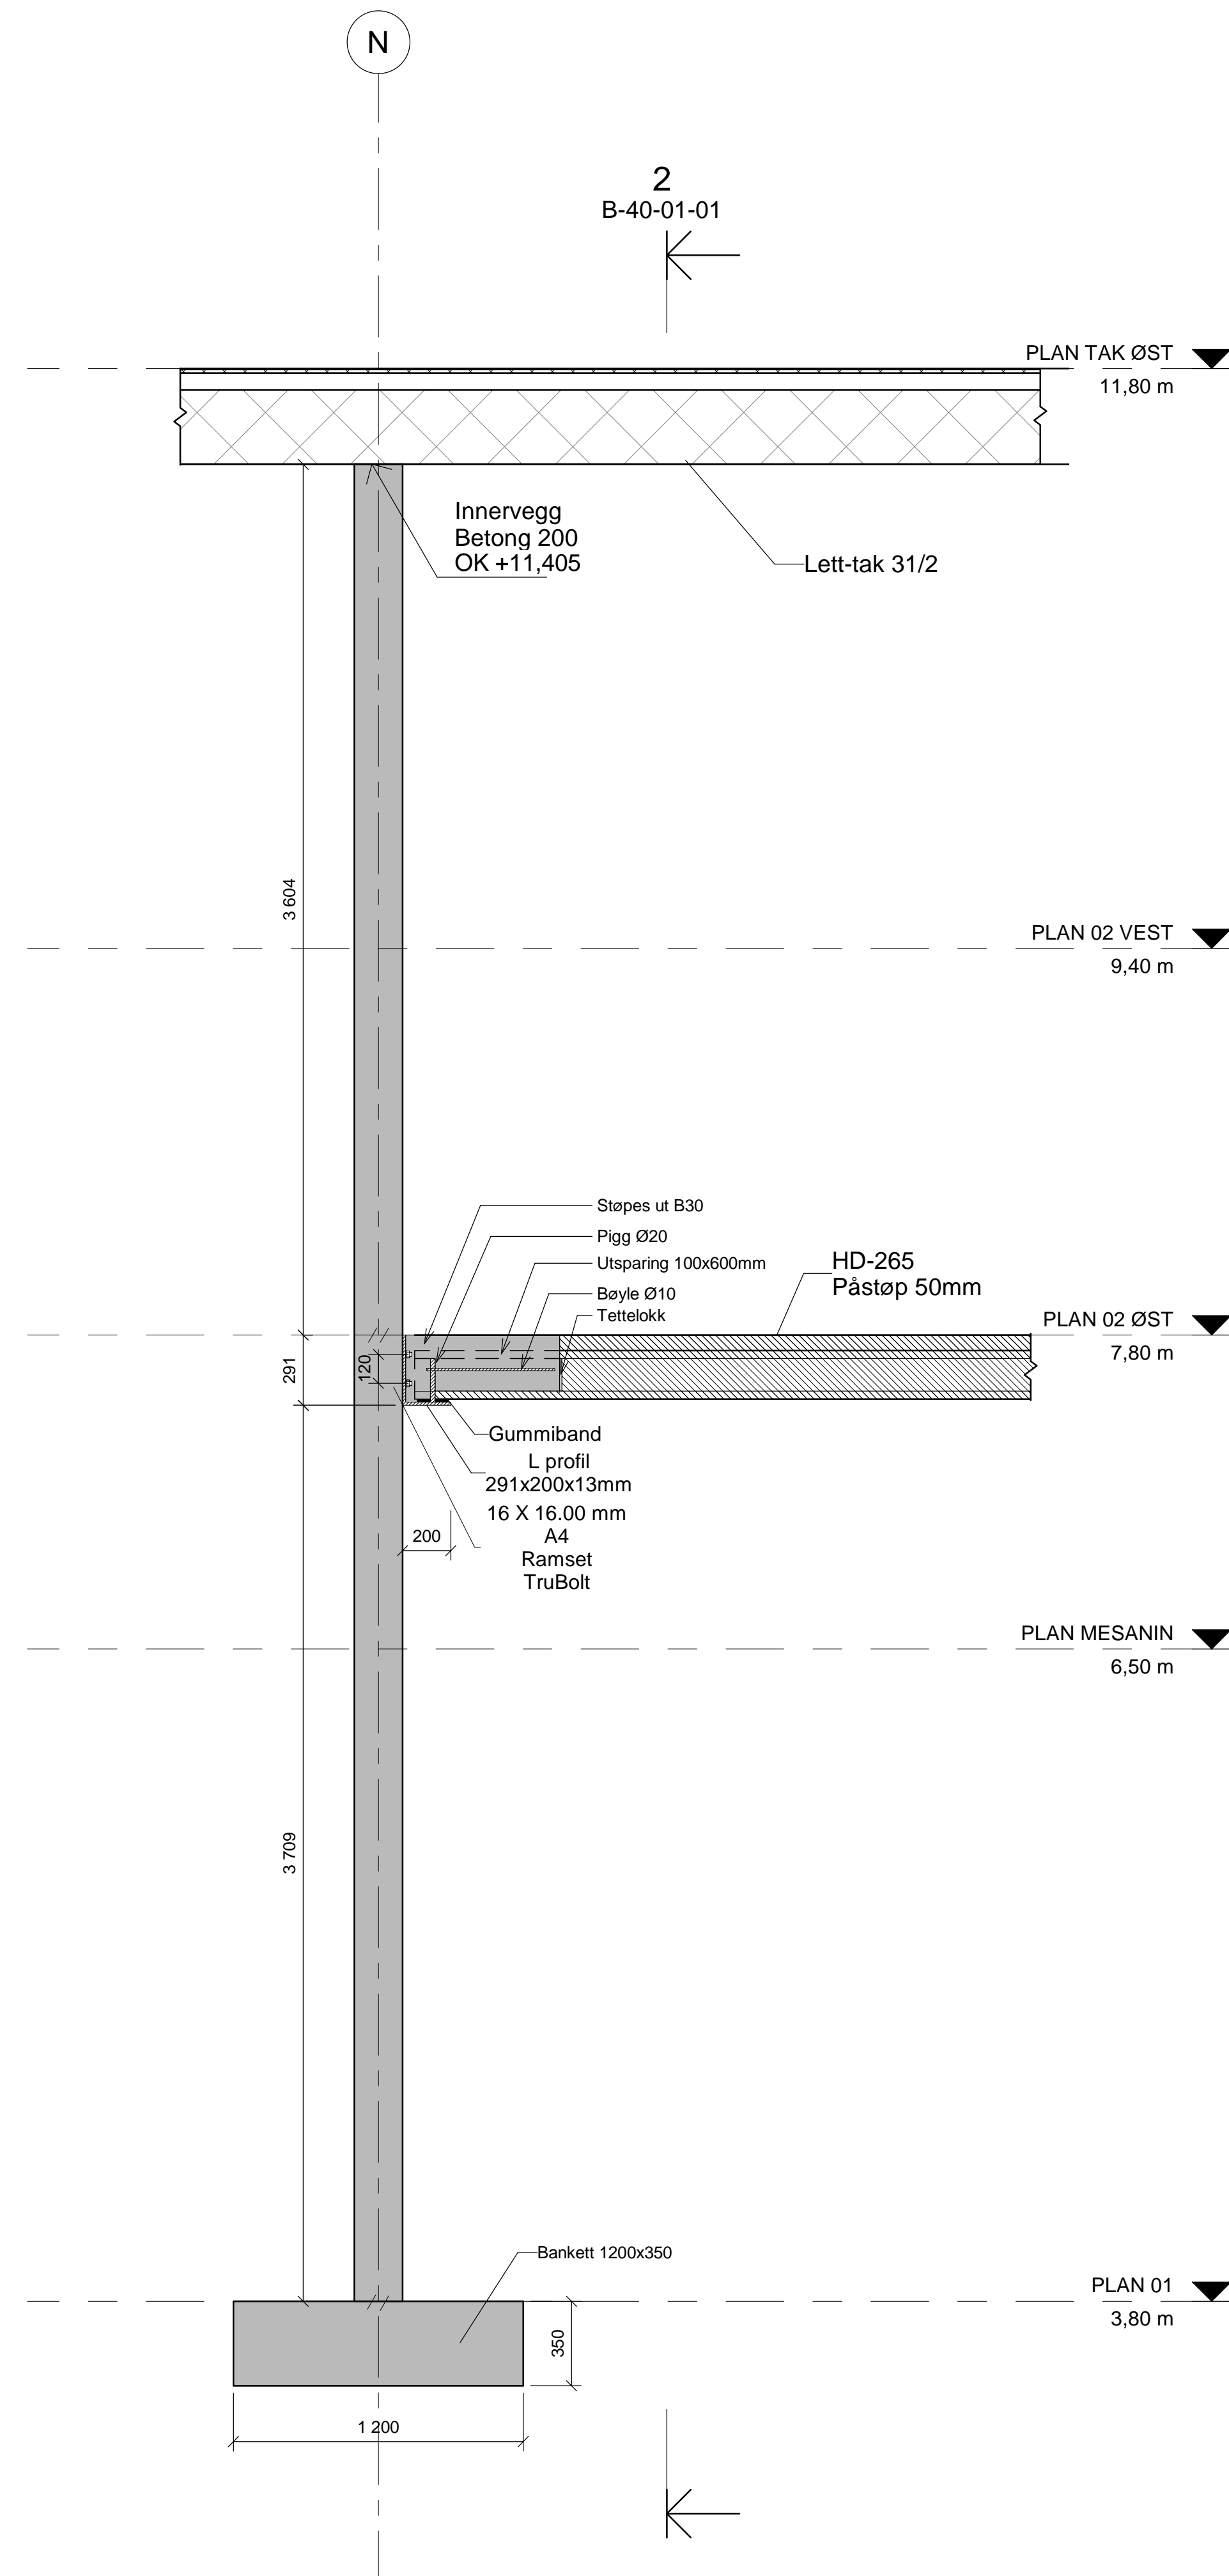 N
2
B-40-01-01
PLAN TAK ØST
11,80 m
Innervegg
Betong 200
OK +11,405
Lett-tak 31/2
3 604
PLAN 02 VEST
9,40 m
Støpes ut B30
Pigg Ø20
Utsparing 100x600mm
Bøyle Ø10
Tettelokk
HD-265
Påstøp 50mm
PLAN 02 ØST
7,80 m
291
120
Gummiband
L profil
291x200x13mm
16 X 16.00 mm
A4
Ramset
TruBolt
200
PLAN MESANIN
6,50 m
3 709
Bankett 1200x350
PLAN 01
3,80 m
350
1 200